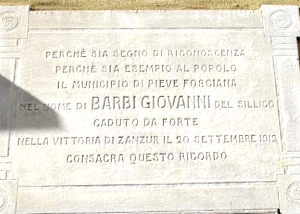 PERCHÈ SIA SEGNO DI RICONOSCENZA
PERCHÈ SIA ESEMPIO AL POPOLO
IL MUNICIPIO DI PIEVE FOSCIANA
NEL NOME DI BARBI GIOVANNI DEL SILLICO
CADUTO DA FORTE
NELLA VITTORIA DI ZANZUR IL 20 SETTEMBRE 1912
CONSACRA QUESTO RICORDO